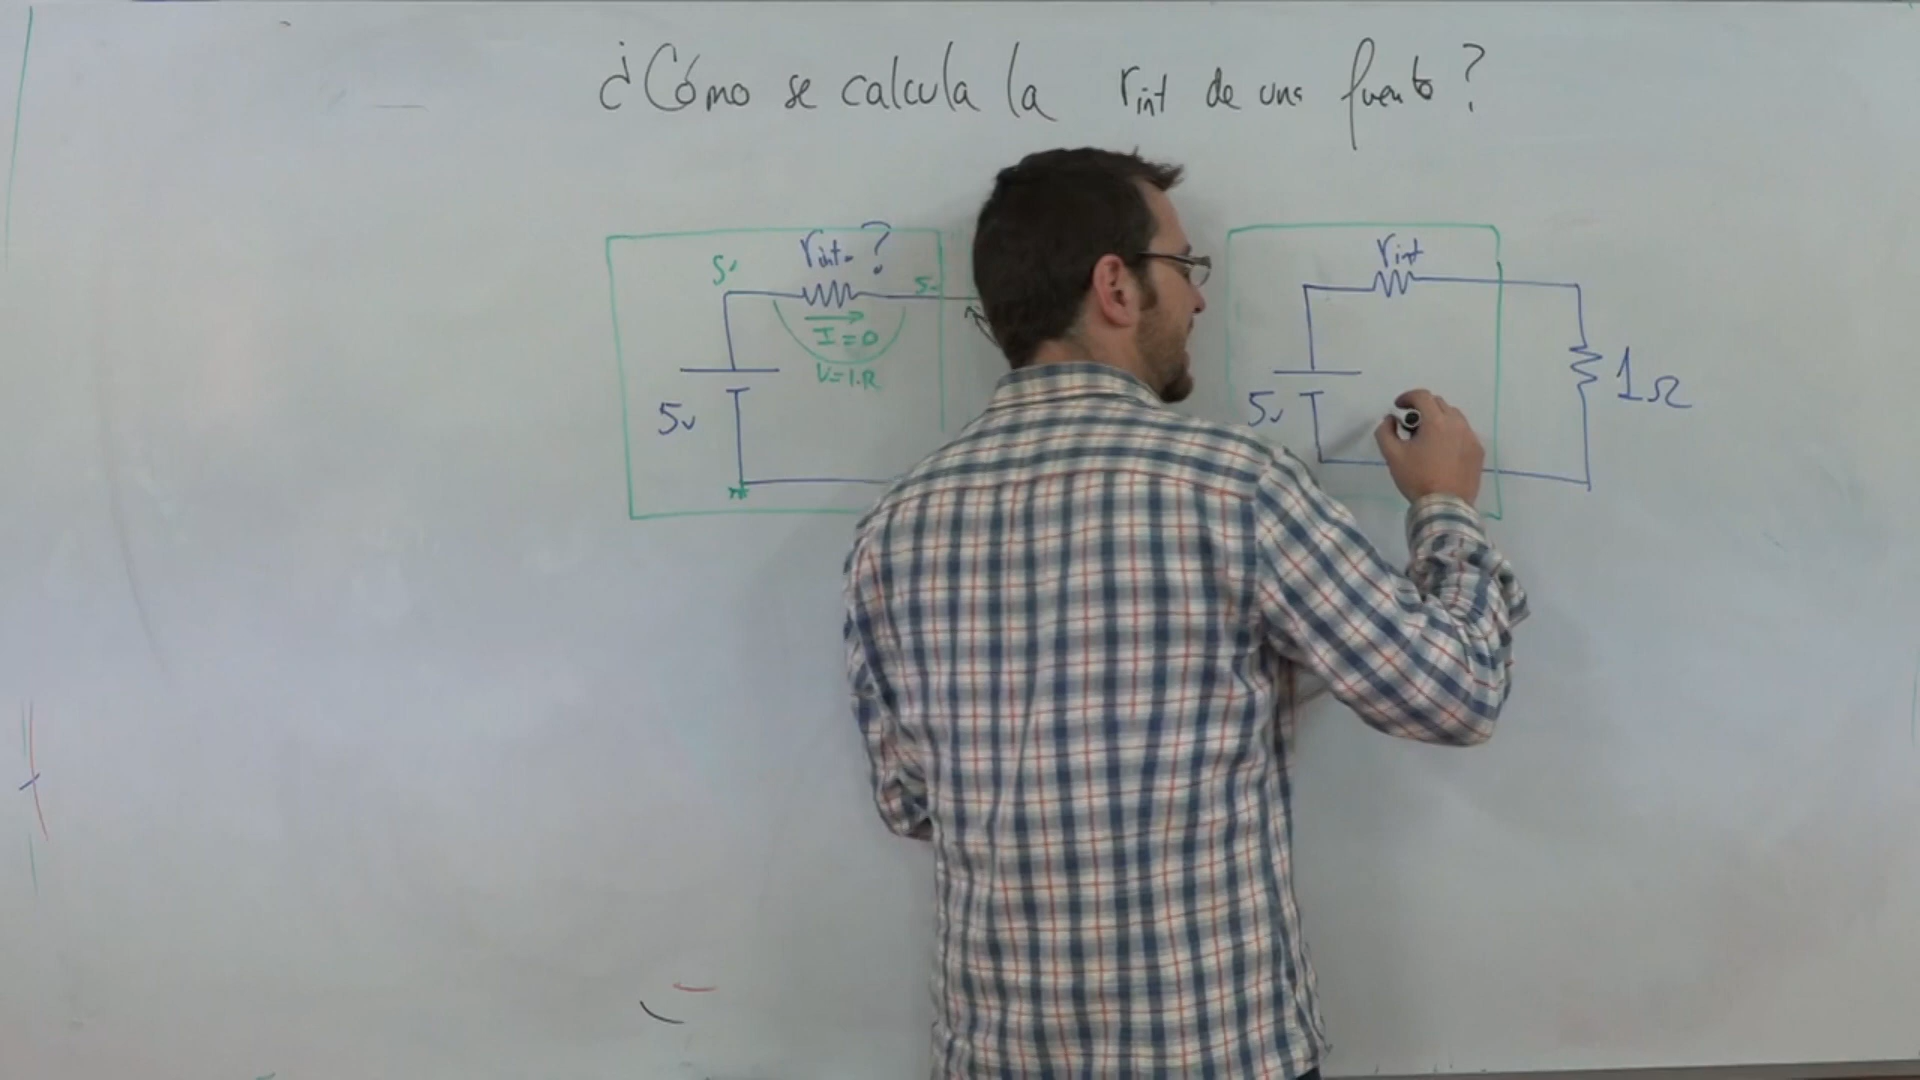 ¿Cómo se calcula la rint de una fuente?
rint. ?
5v
5v
I=0
V=I.R
5v
rint
5v
1Ω